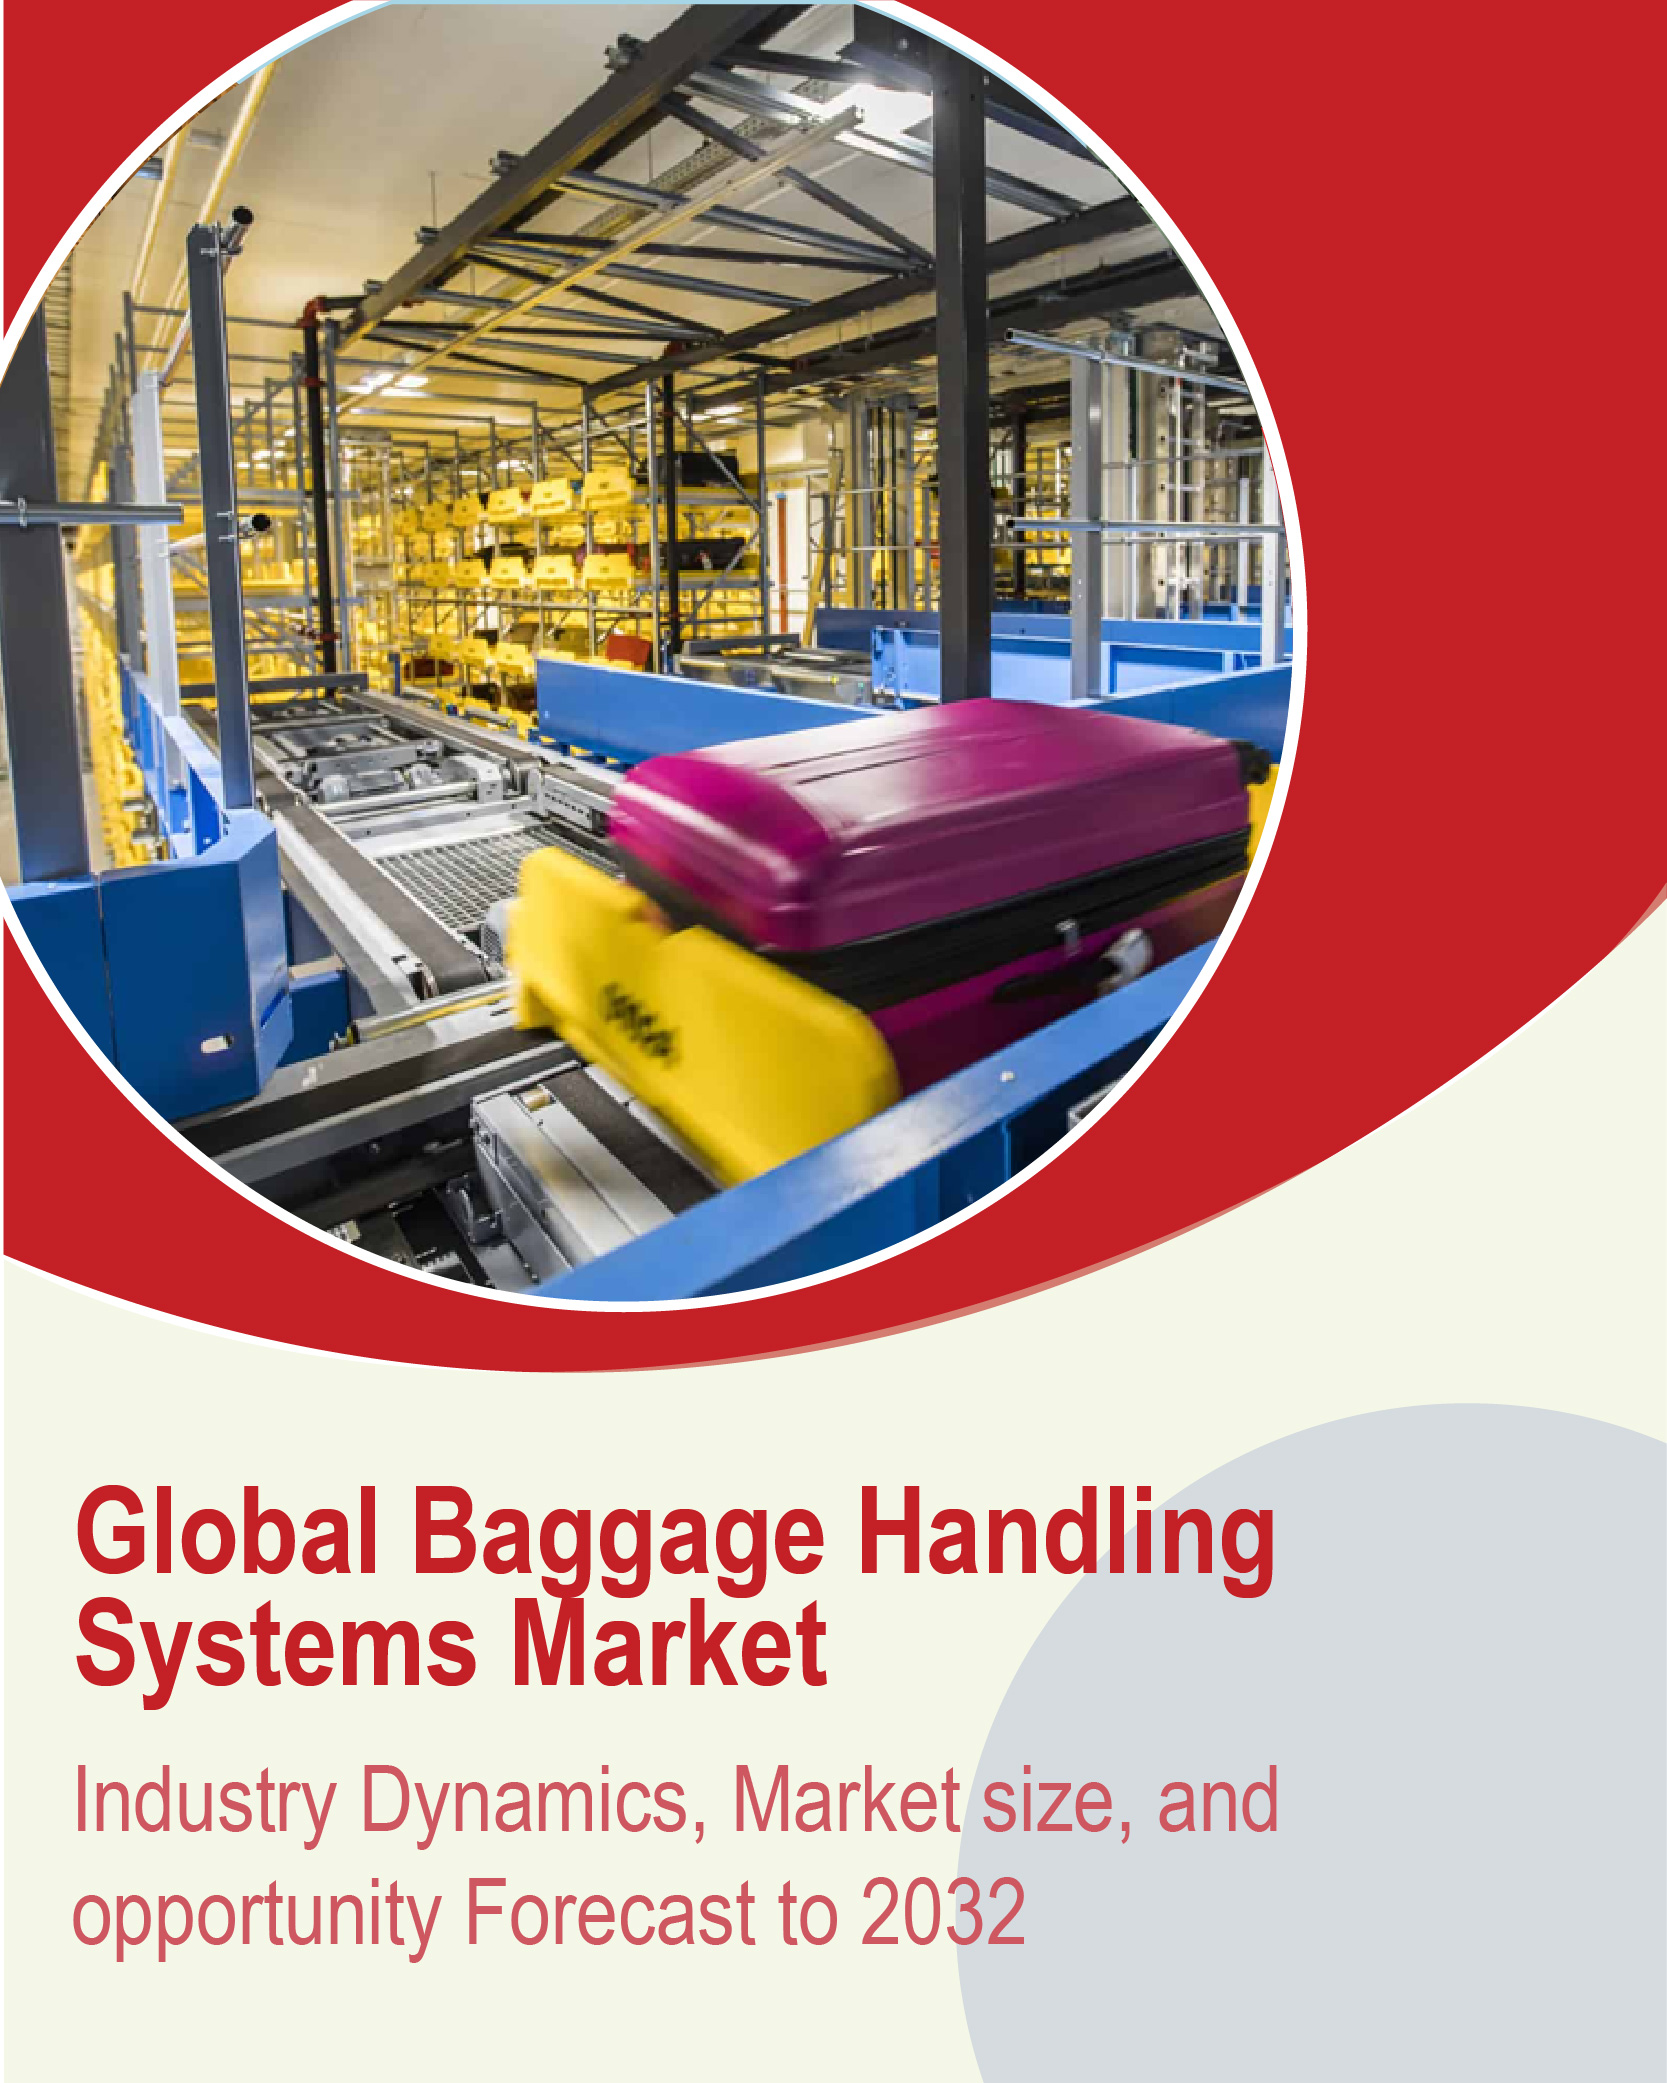 Global Baggage Handling
Systems Market
Industry Dynamics, Market size, and
opportunity Forecast to 2032